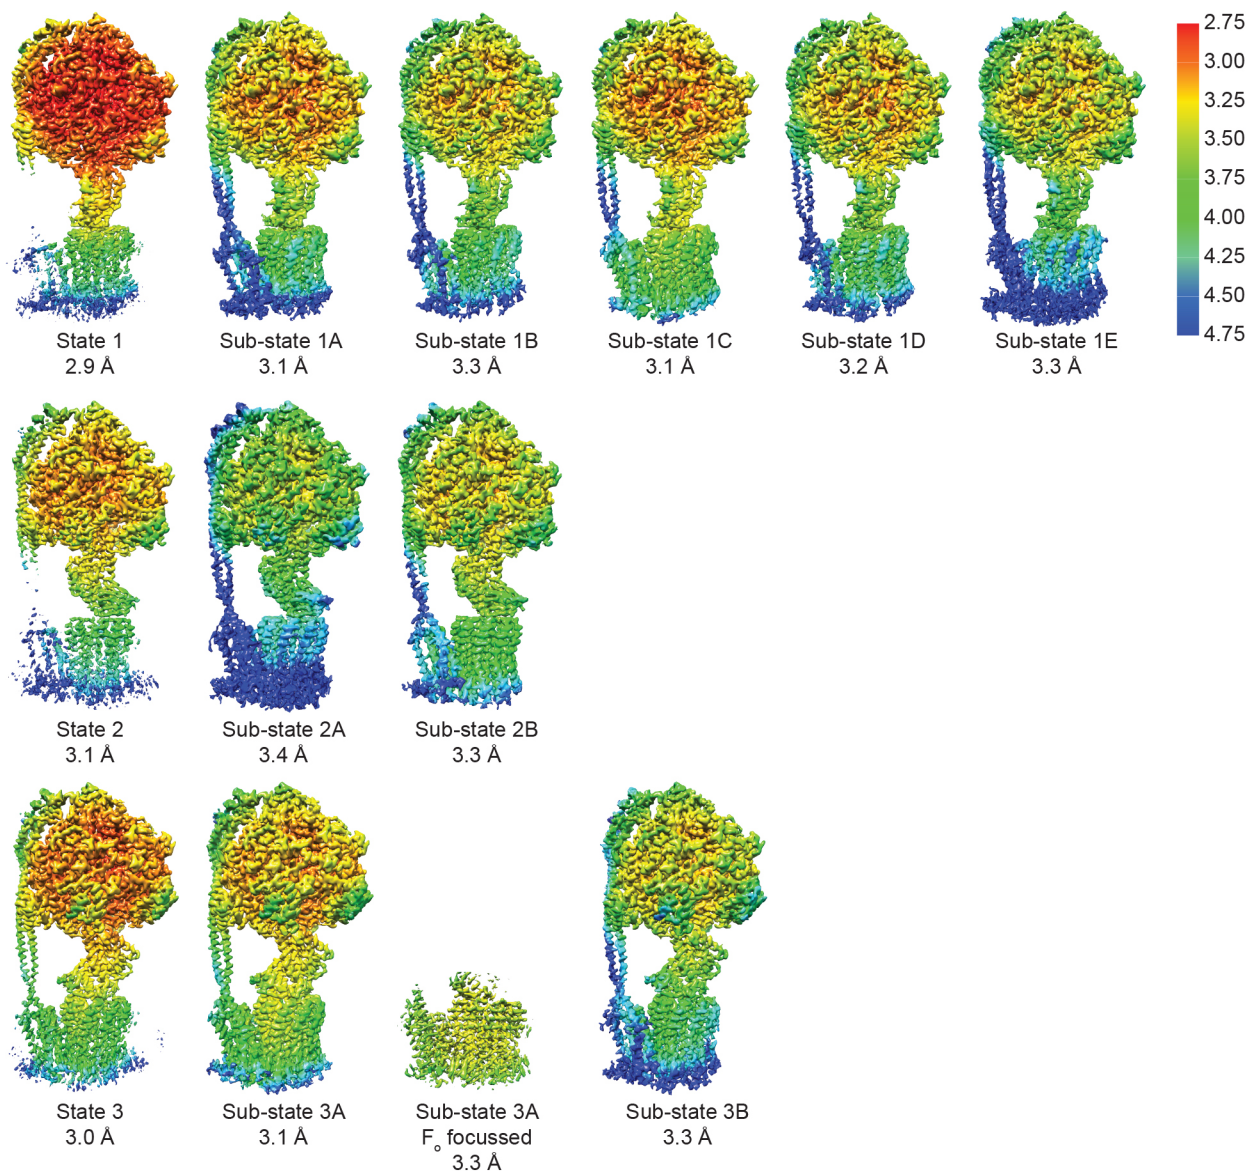 2.75
3.00
3.25
3.50
3.75
4.00
4.25
4.50
4.75
State 1
2.9 Å
Sub-state 1A
3.1 Å
Sub-state 1B
3.3 Å
Sub-state 1C
3.1 Å
Sub-state 1D
3.2 Å
Sub-state 1E
3.3 Å
State 2
3.1 Å
Sub-state 2A
3.4 Å
Sub-state 2B
3.3 Å
State 3
3.0 Å
Sub-state 3A
3.1 Å
Sub-state 3A
Fo focussed
3.3 Å
Sub-state 3B
3.3 Å